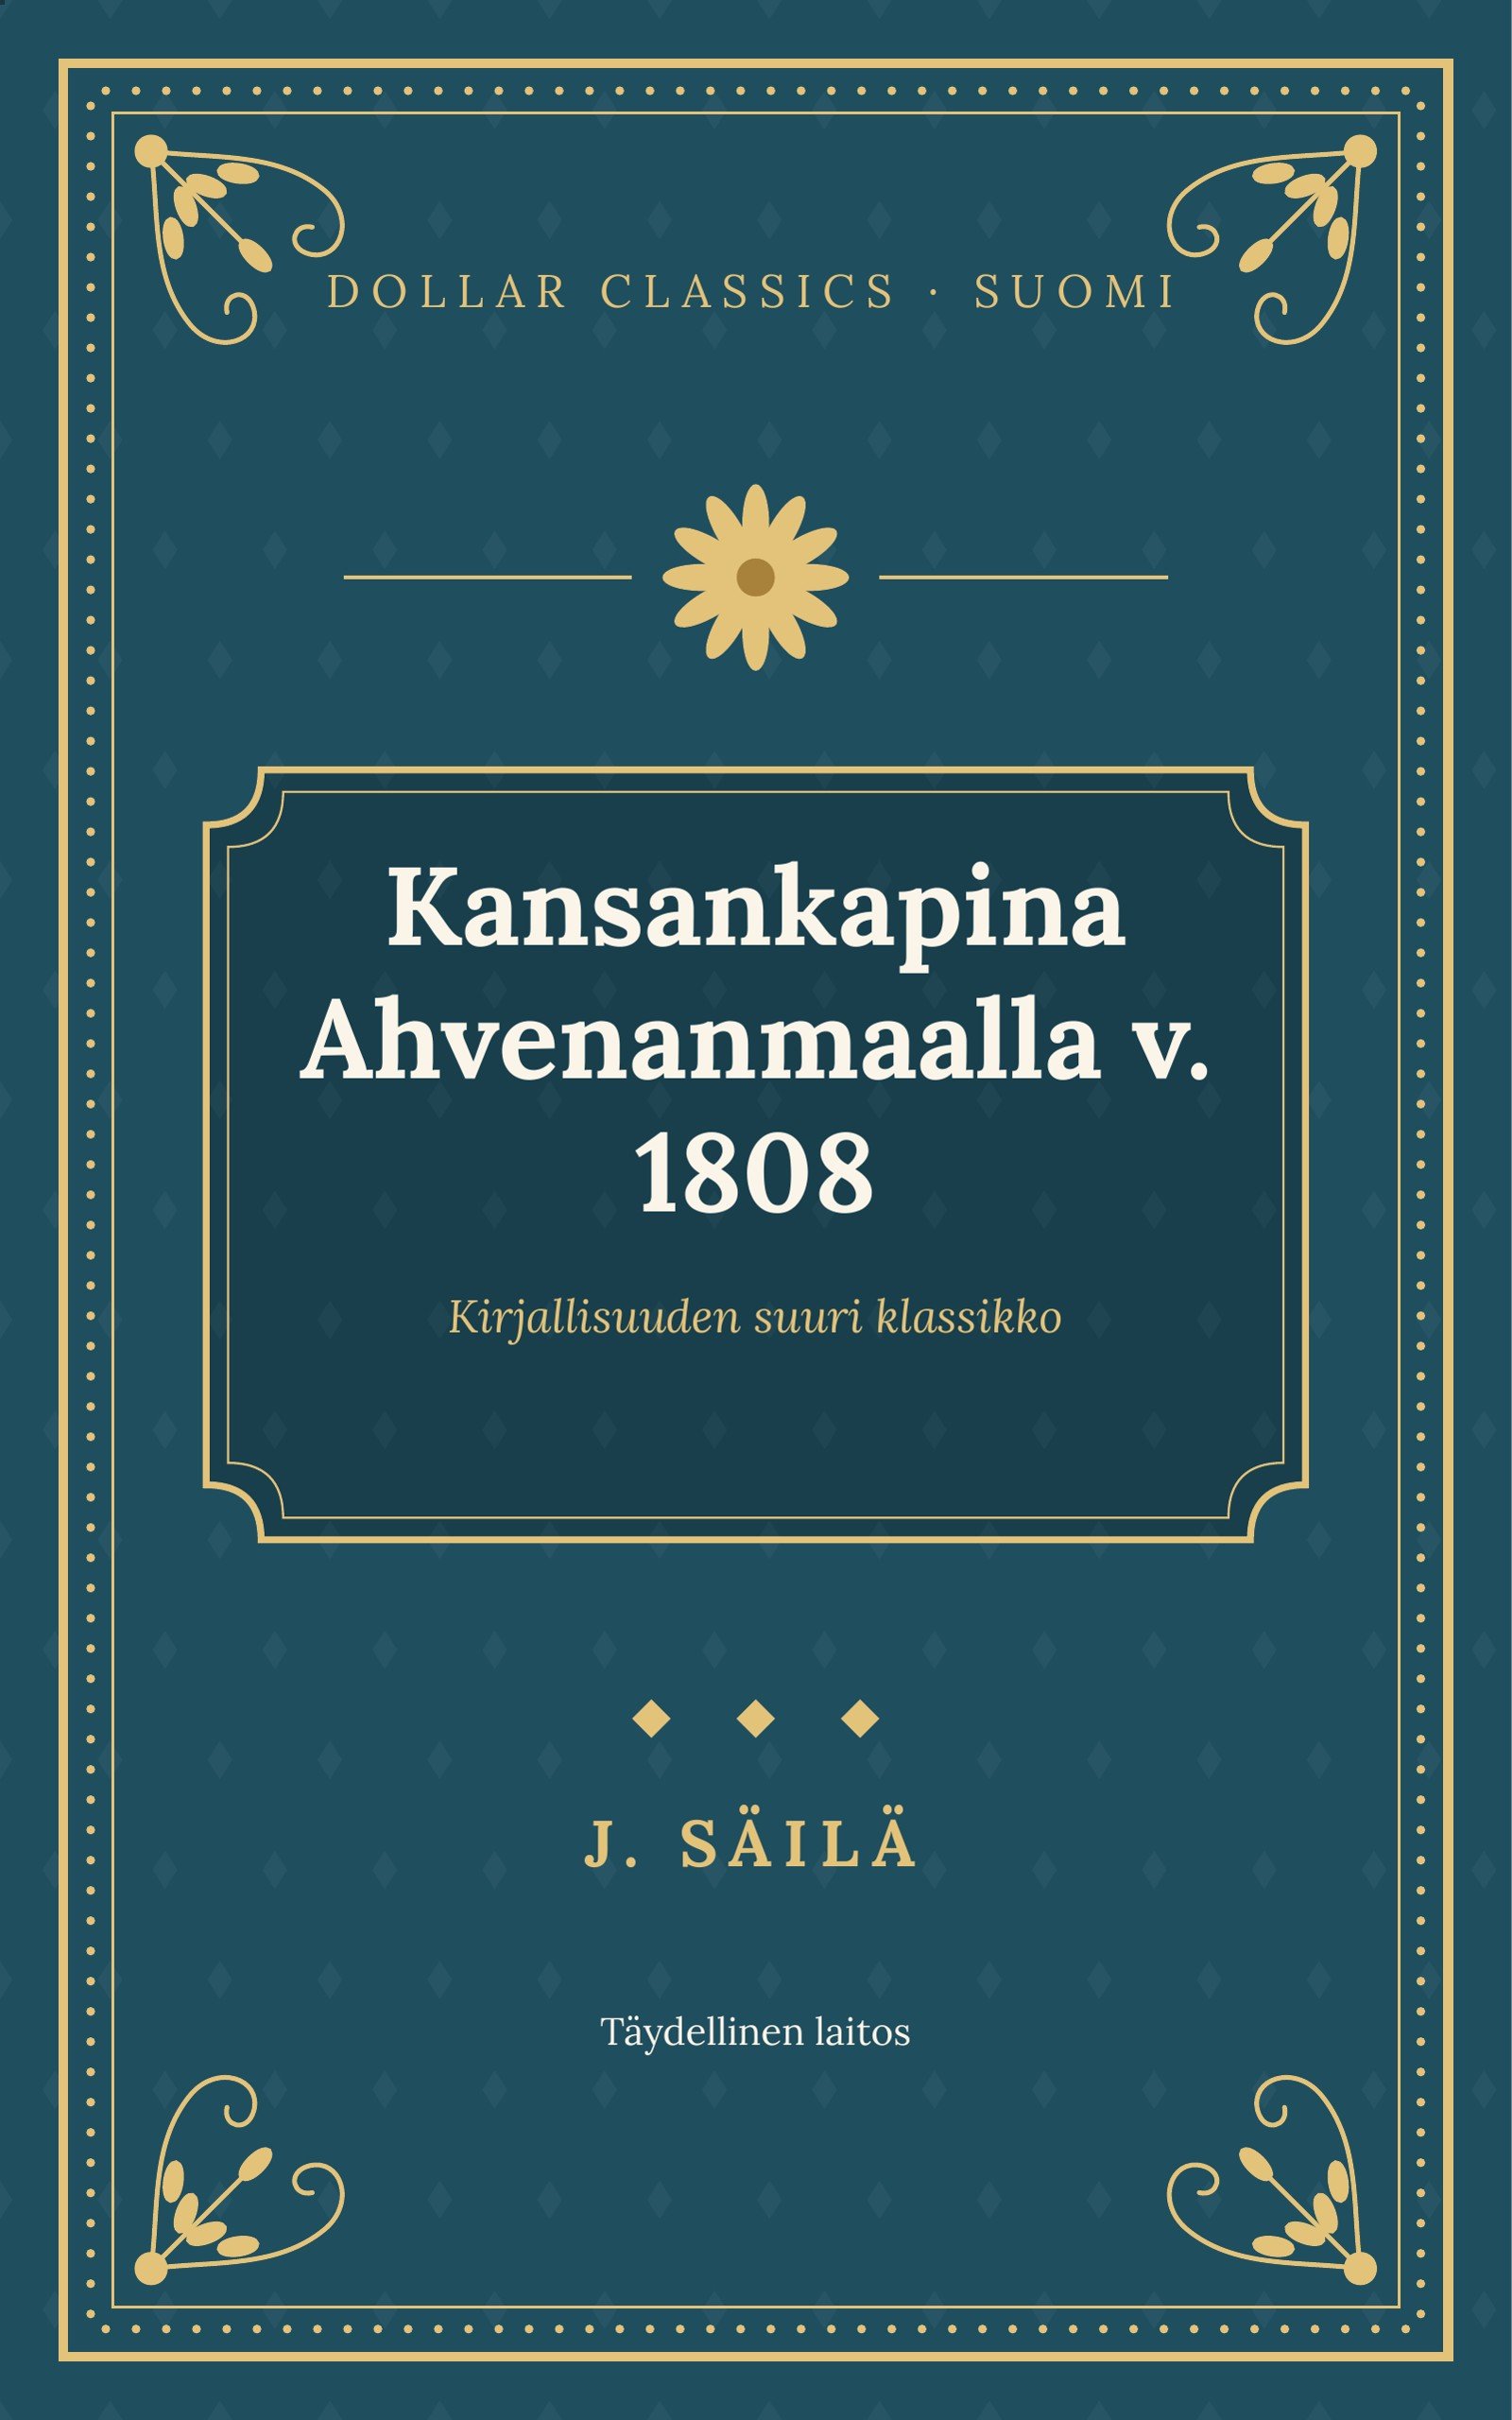 DOLLAR CLASSICS · SUOMI
Kansankapina
Ahvenanmaalla v.
1808
Kirjallisuuden suuri klassikko
J. SÄILÄ
Täydellinen laitos